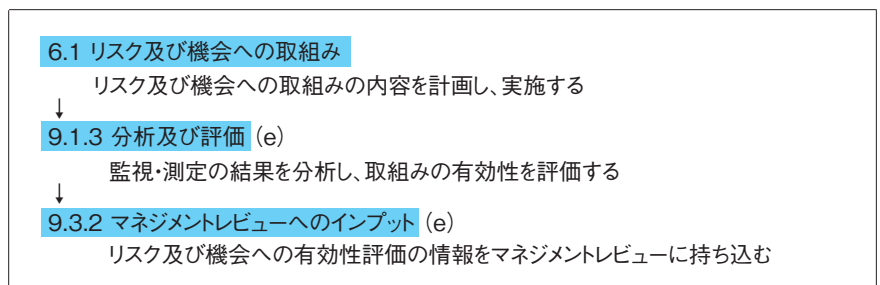 6.1 リスク及び機会への取組み
リスク及び機会への取組みの内容を計画し、実施する
↓
9.1.3 分析及び評価 (e)
監視・測定の結果を分析し、取組みの有効性を評価する
↓
9.3.2 マネジメントレビューへのインプット (e)
リスク及び機会への有効性評価の情報をマネジメントレビューに持ち込む